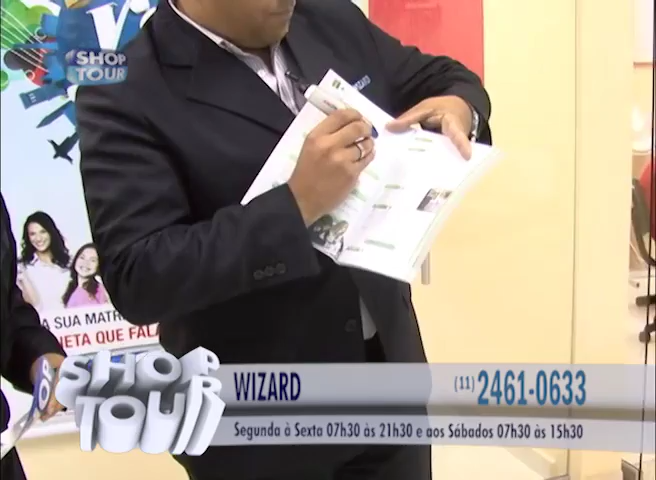 SHOP
TOUR
WIZARD
A SUA MATR
NETA QUE FALA
SHOP
TOUR
WIZARD
(11) 2461-0633
Segunda à Sexta 07h30 às 21h30 e aos Sábados 07h30 às 15h30